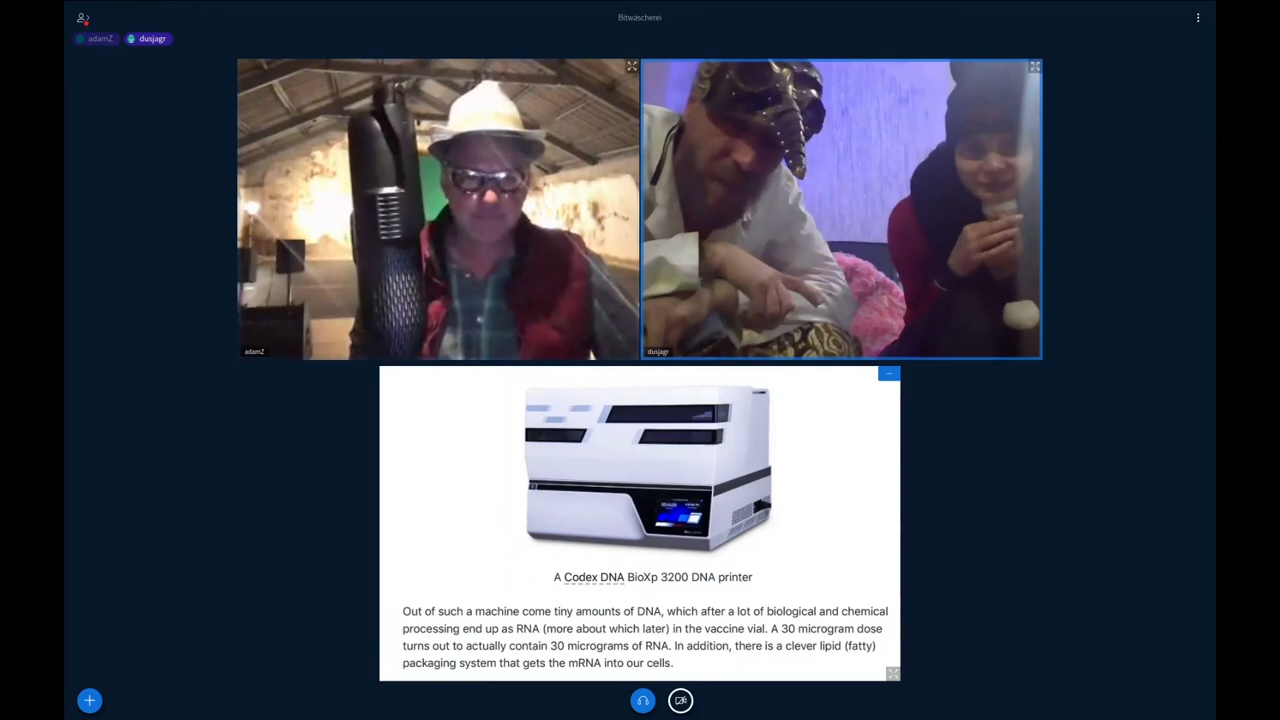 Bitwäscherei
adamZ
dusjagr
adamZ
dusjagr
A Codex DNA BioXp 3200 DNA printer
Out of such a machine come tiny amounts of DNA, which after a lot of biological and chemical
processing end up as RNA (more about which later) in the vaccine vial. A 30 microgram dose
turns out to actually contain 30 micrograms of RNA. In addition, there is a clever lipid (fatty)
packaging system that gets the mRNA into our cells.